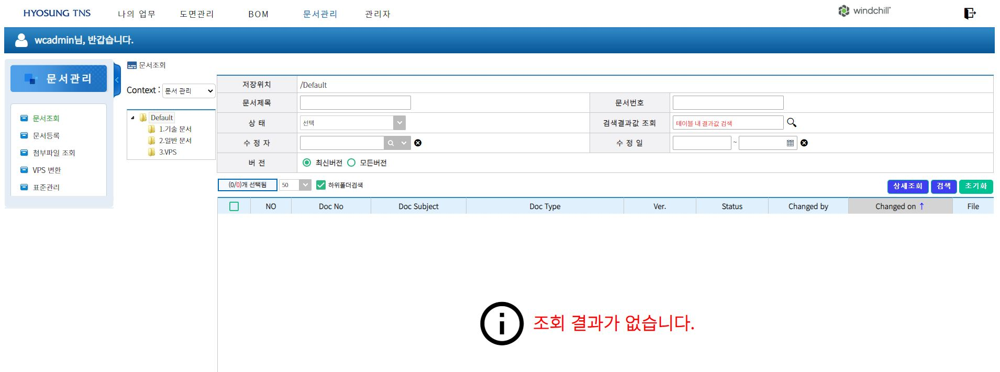 HYOSUNG TNS 나의 업무 도면관리 BOM 문서관리 관리자 windchill
wcadmin님, 반갑습니다.
문서관리
문서조회
문서등록
첨부파일 조회
VPS 변환
표준관리
문서조회
Context : 문서 관리
Default
1.기술 문서
2.일반 문서
3.VPS
저장위치 /Default
문서제목 문서번호
상 태 선택 검색결과값 조회 테이블 내 결과값 검색
수 정 자 수 정 일 ~
버 전 최신버전 모든버전
(0/0)개 선택됨 50 하위폴더검색 상세조회 검색 초기화
NO Doc No Doc Subject Doc Type Ver. Status Changed by Changed on ↑ File
조회 결과가 없습니다.